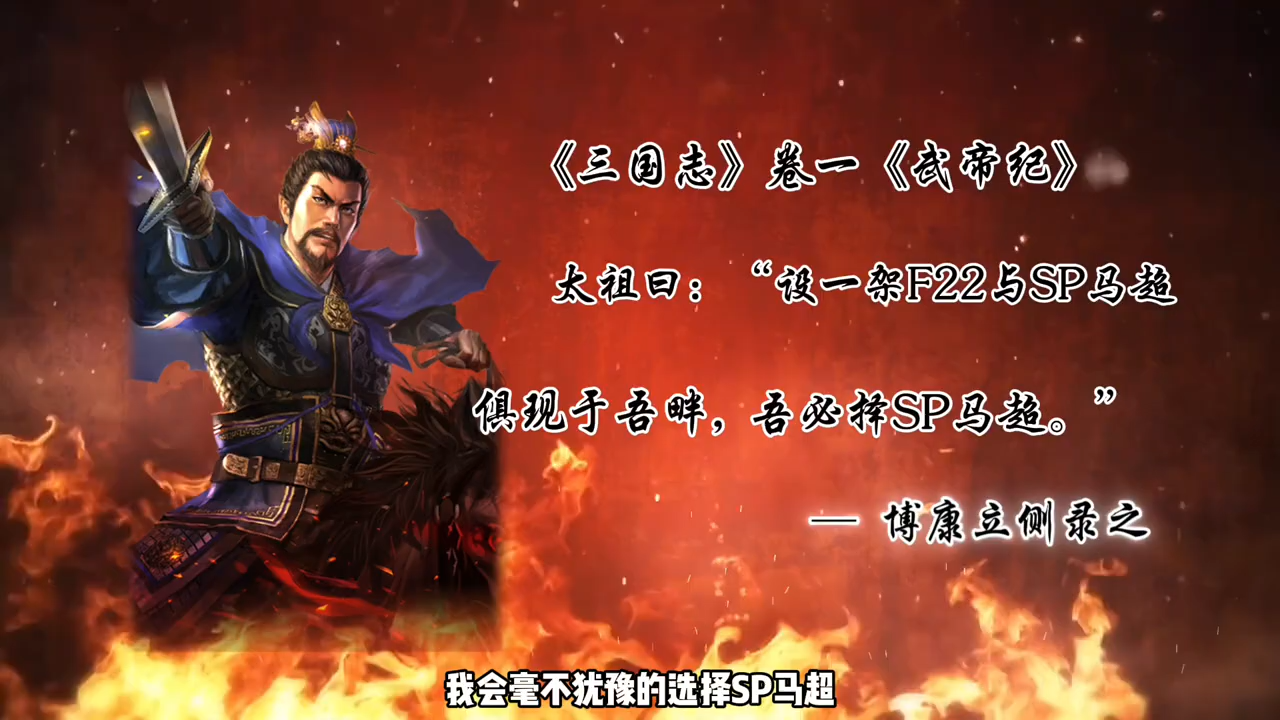 《三国志》卷一《武帝纪》
太祖曰：“设一架F22与SP马超
俱现于吾畔，吾必择SP马超。”
— 博康立侧录之
我会毫不犹豫的选择SP马超